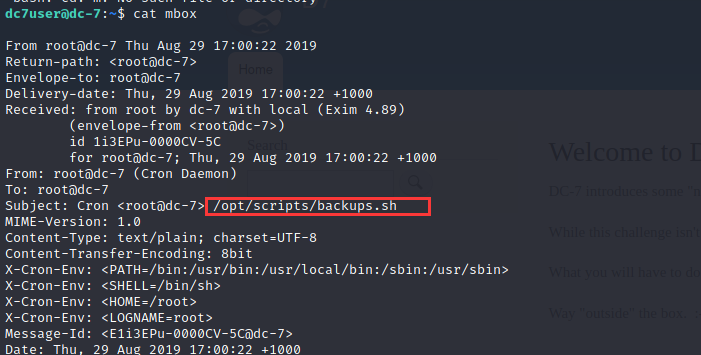 dc7user@dc-7:~$ cat mbox
From root@dc-7 Thu Aug 29 17:00:22 2019
Return-path: <root@dc-7>
Envelope-to: root@dc-7
Delivery-date: Thu, 29 Aug 2019 17:00:22 +1000
Received: from root by dc-7 with local (Exim 4.89)
(envelope-from <root@dc-7>)
id 1i3EPu-0000CV-5C
for root@dc-7; Thu, 29 Aug 2019 17:00:22 +1000
From: root@dc-7 (Cron Daemon)
To: root@dc-7
Subject: Cron <root@dc-7> /opt/scripts/backups.sh
MIME-Version: 1.0
Content-Type: text/plain; charset=UTF-8
Content-Transfer-Encoding: 8bit
X-Cron-Env: <PATH=/bin:/usr/bin:/usr/local/bin:/sbin:/usr/sbin>
X-Cron-Env: <SHELL=/bin/sh>
X-Cron-Env: <HOME=/root>
X-Cron-Env: <LOGNAME=root>
Message-Id: <E1i3EPu-0000CV-5C@dc-7>
Date: Thu, 29 Aug 2019 17:00:22 +1000
Home
Search
Welcome to D
DC-7 introduces some "n
While this challenge isn'
What you will have to do
Way "outside" the box.